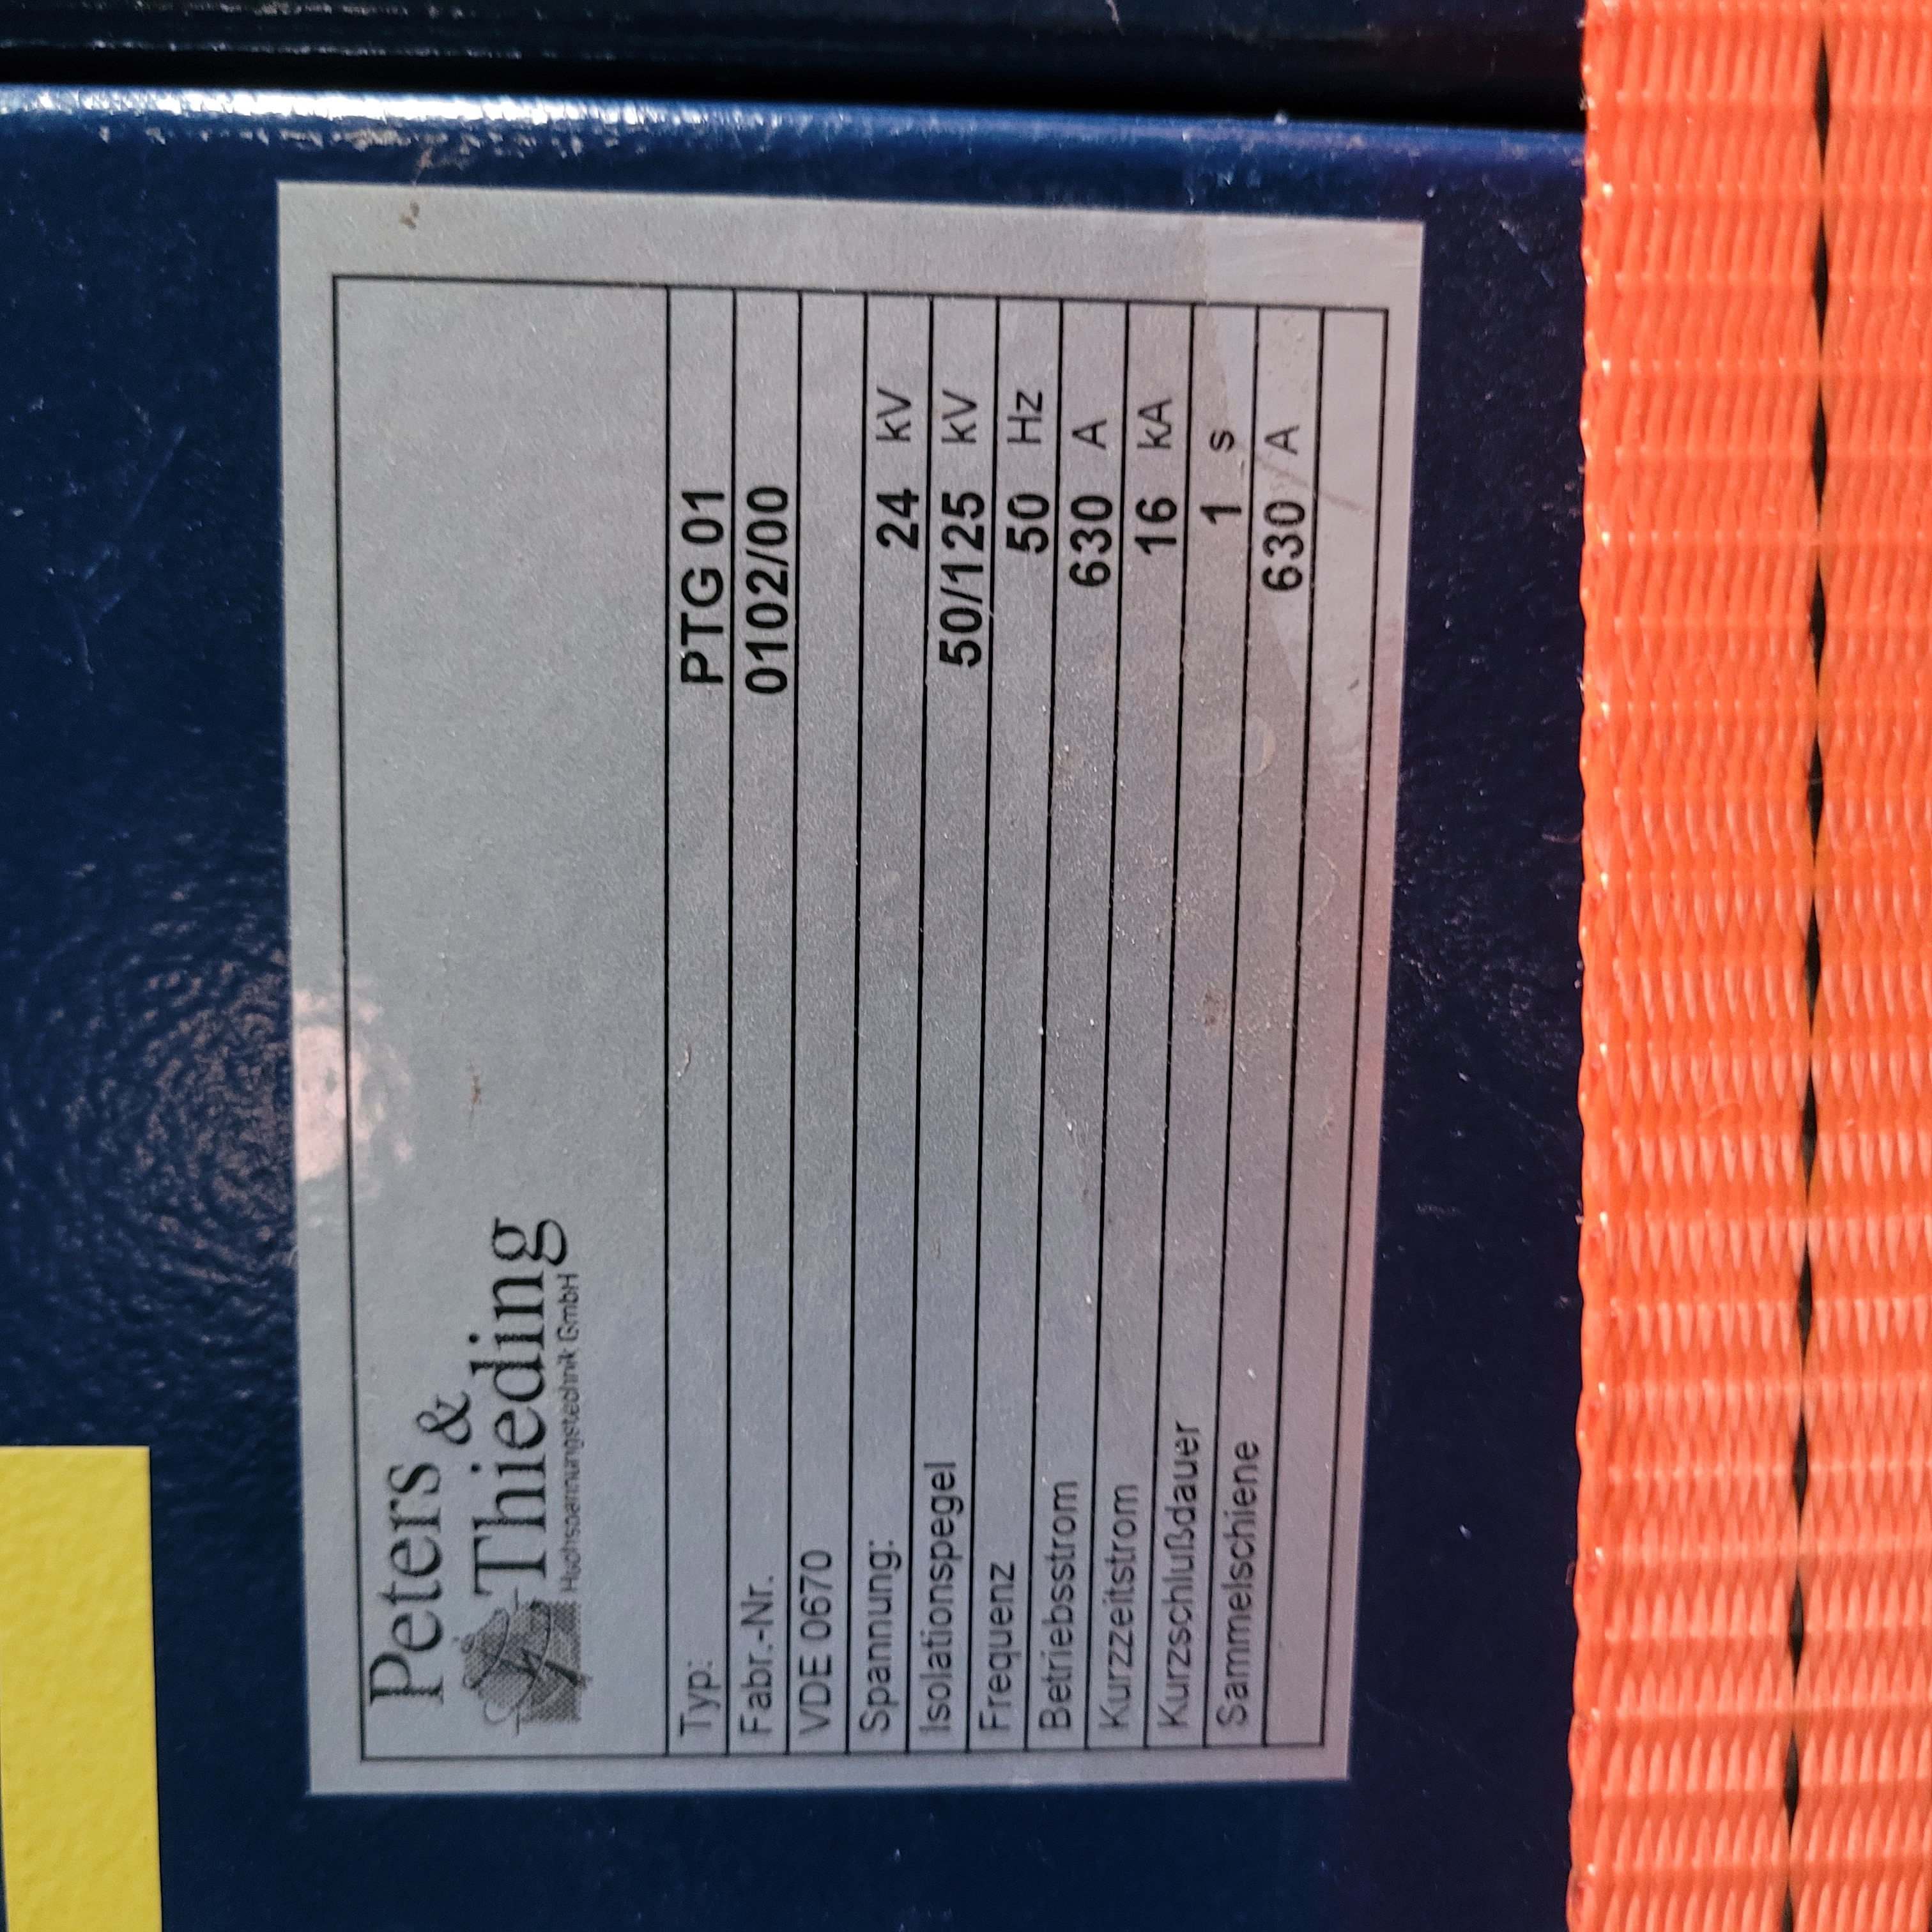 Peters &
Thieding
Hochspannungstechnik GmbH
Typ: PTG 01
Fabr.-Nr. 0102/00
VDE 0670
Spannung: 24 kV
Isolationspegel 50/125 kV
Frequenz 50 Hz
Betriebsstrom 630 A
Kurzzeitstrom 16 kA
Kurzschlußdauer 1 s
Sammelschiene 630 A